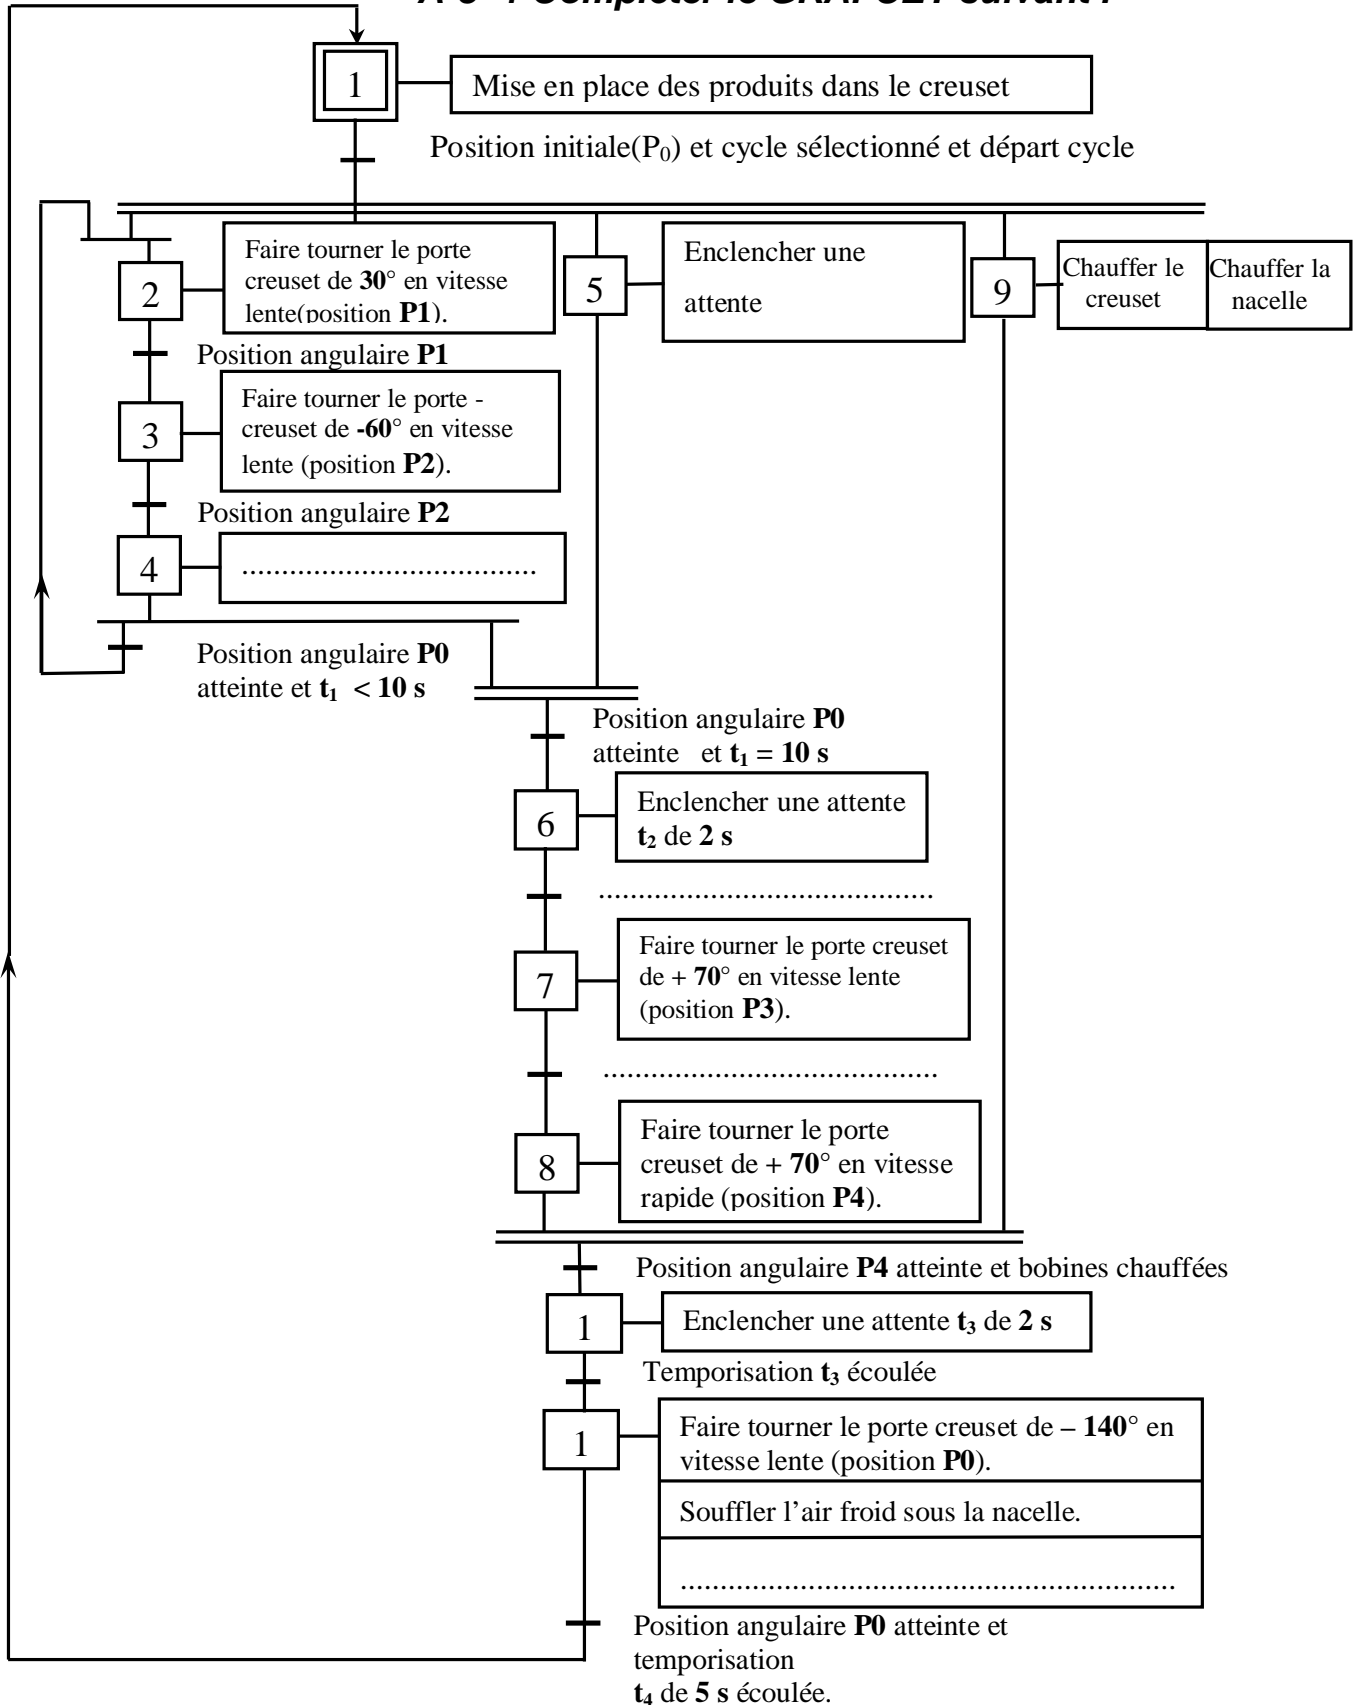 1
Mise en place des produits dans le creuset
Position initiale(P0) et cycle sélectionné et départ cycle
2
Faire tourner le porte
creuset de 30° en vitesse
lente(position P1).
5
Enclencher une
attente
9
Chauffer le
creuset
Chauffer la
nacelle
Position angulaire P1
3
Faire tourner le porte -
creuset de -60° en vitesse
lente (position P2).
Position angulaire P2
4
.....................................
Position angulaire P0
atteinte et t1 < 10 s
Position angulaire P0
atteinte et t1 = 10 s
6
Enclencher une attente
t2 de 2 s
..........................................
7
Faire tourner le porte creuset
de + 70° en vitesse lente
(position P3).
..........................................
8
Faire tourner le porte
creuset de + 70° en vitesse
rapide (position P4).
Position angulaire P4 atteinte et bobines chauffées
1
Enclencher une attente t3 de 2 s
Temporisation t3 écoulée
1
Faire tourner le porte creuset de – 140° en
vitesse lente (position P0).
Souffler l’air froid sous la nacelle.
..............................................................
Position angulaire P0 atteinte et
temporisation
t4 de 5 s écoulée.